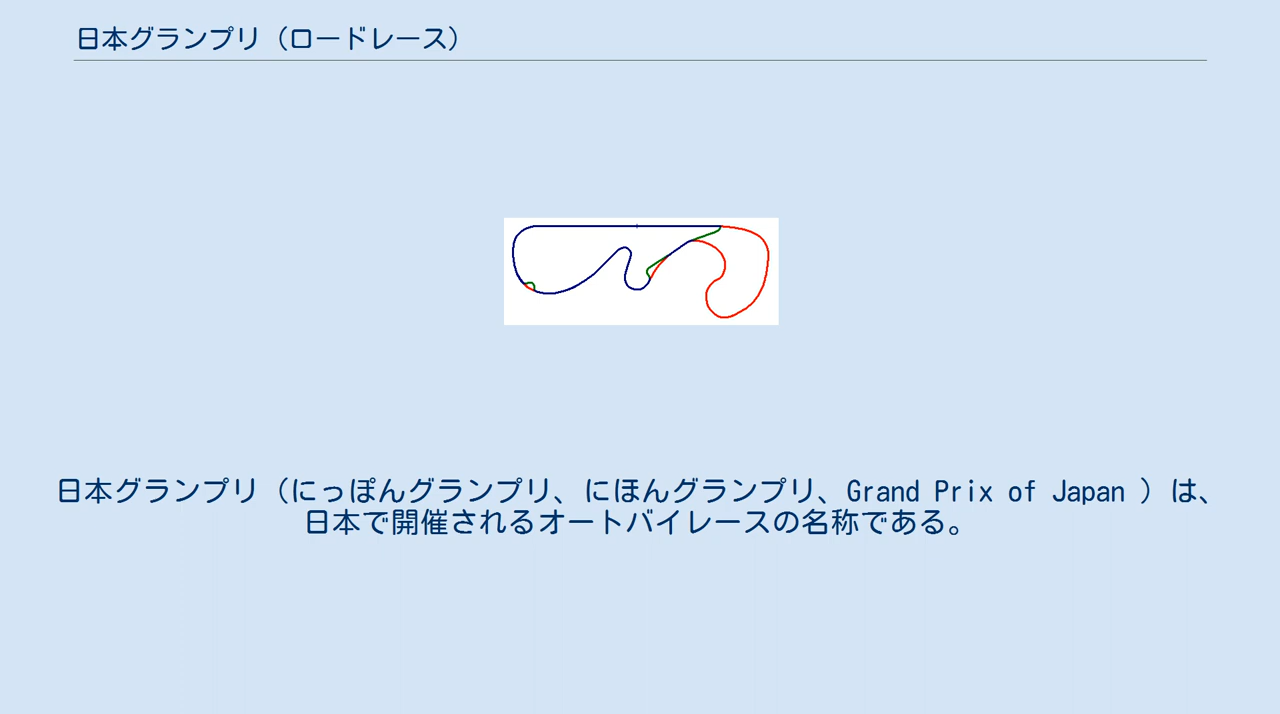 日本グランプリ（ロードレース）
日本グランプリ（にっぽんグランプリ、にほんグランプリ、Grand Prix of Japan ）は、
日本で開催されるオートバイレースの名称である。